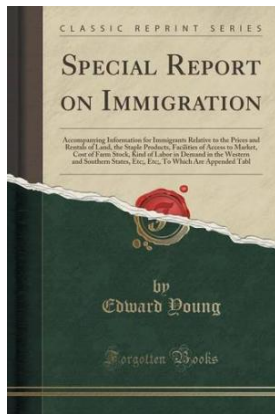 CLASSIC REPRINT SERIES
SPECIAL REPORT
ON IMMIGRATION
Accompanying Information for Immigrants Relative to the Prices and
Rentals of Land, the Staple Products, Facilities of Access to Market,
Cost of Farm Stock, Kind of Labor in Demand in the Western
and Southern States, Etc;, Etc;, To Which Are Appended Tabl
by
Edward Young
Forgotten Books